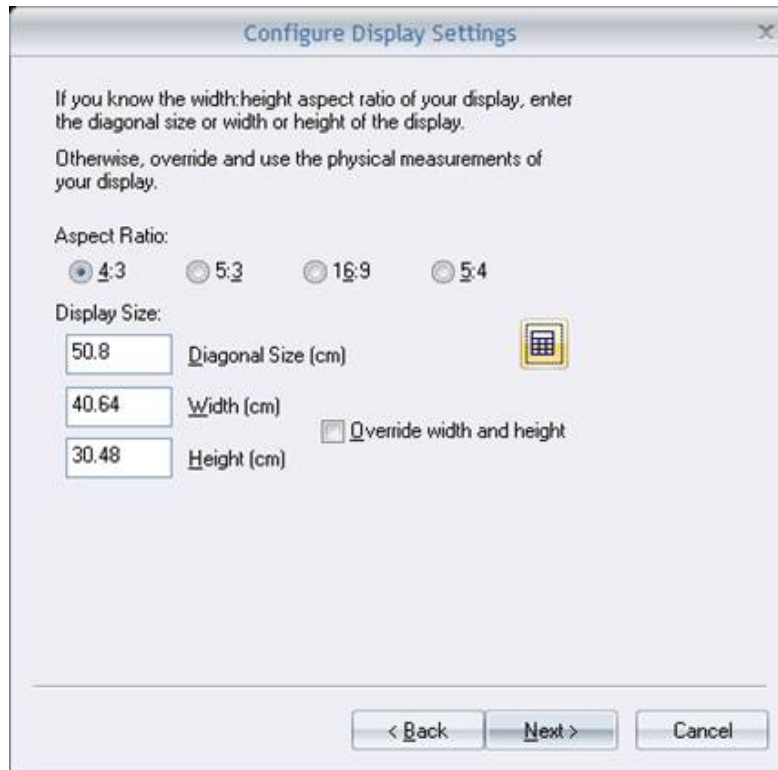 Configure Display Settings
If you know the width:height aspect ratio of your display, enter
the diagonal size or width or height of the display.
Otherwise, override and use the physical measurements of
your display.
Aspect Ratio:
4:3 5:3 16:9 5:4
Display Size:
50.8 Diagonal Size (cm)
40.64 Width (cm)
Override width and height
30.48 Height (cm)
< Back Next > Cancel